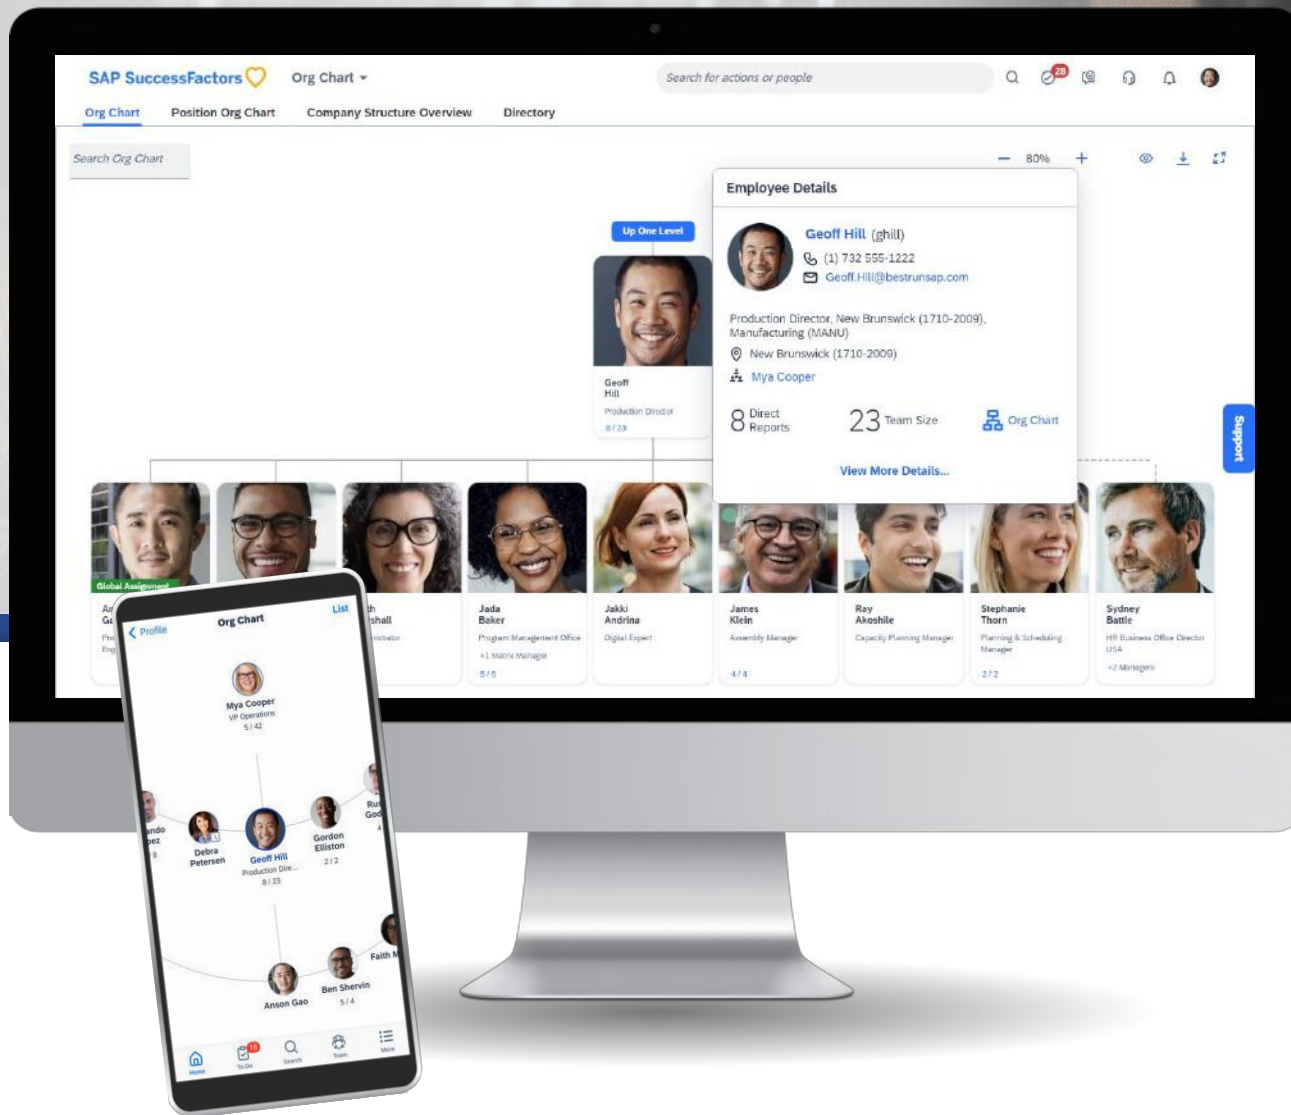 SAP SuccessFactors
Org Chart
Search for actions or people
28
Org Chart
Position Org Chart
Company Structure Overview
Directory
Search Org Chart
80%
Employee Details
Geoff Hill (ghill)
(1) 732 555-1222
Geoff.Hill@bestrunsap.com
Production Director, New Brunswick (1710-2009),
Manufacturing (MANU)
New Brunswick (1710-2009)
Mya Cooper
8 Direct Reports
23 Team Size
Org Chart
View More Details...
Up One Level
Geoff
Hill
Production Director
8/23
Support
Global Assignment
Jada
Baker
Program Management Office
+1 Matrix Manager
5/5
Jakki
Andrina
Digital Expert
James
Klein
Assembly Manager
4/4
Ray
Akoshile
Capacity Planning Manager
Stephanie
Thorn
Planning & Scheduling
Manager
2/2
Sydney
Battle
HR Business Office Director
USA
+2 Managers
Profile
Org Chart
List
Mya Cooper
VP Operations
5 / 42
Debra
Petersen
Geoff Hill
Production Dire...
8 / 23
Gordon
Elliston
2 / 2
Anson Gao
Ben Shervin
5 / 4
Faith M
Home
18
To-Do
Search
Team
More